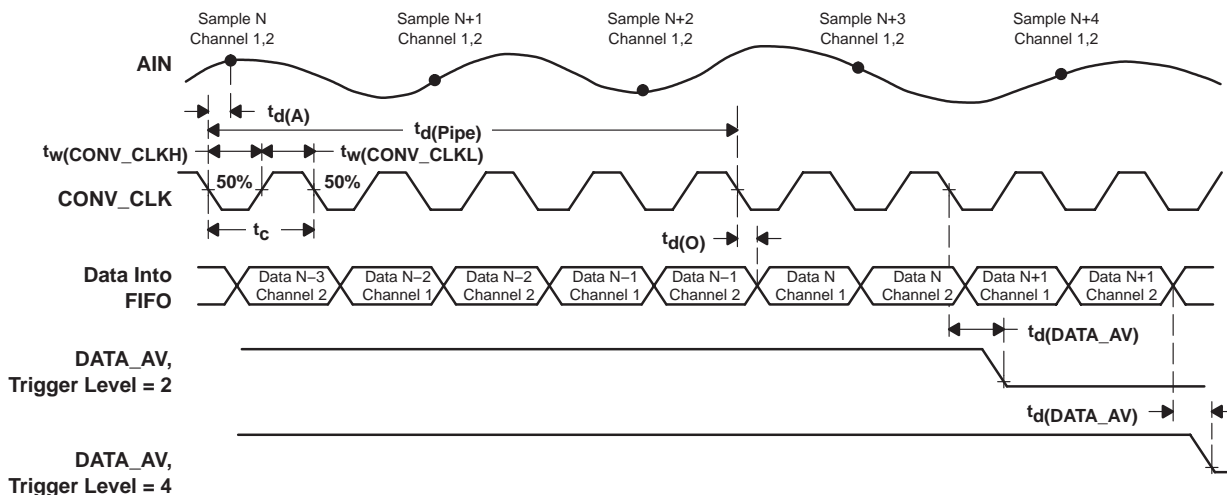 Sample N
Channel 1,2
Sample N+1
Channel 1,2
Sample N+2
Channel 1,2
Sample N+3
Channel 1,2
Sample N+4
Channel 1,2
AIN
td(A)
td(Pipe)
tw(CONV_CLKH)
tw(CONV_CLKL)
50%
50%
CONV_CLK
tc
td(O)
Data Into
FIFO
Data N–3
Channel 2
Data N–2
Channel 1
Data N–2
Channel 2
Data N–1
Channel 1
Data N–1
Channel 2
Data N
Channel 1
Data N
Channel 2
Data N+1
Channel 1
Data N+1
Channel 2
td(DATA_AV)
DATA_AV,
Trigger Level = 2
td(DATA_AV)
DATA_AV,
Trigger Level = 4